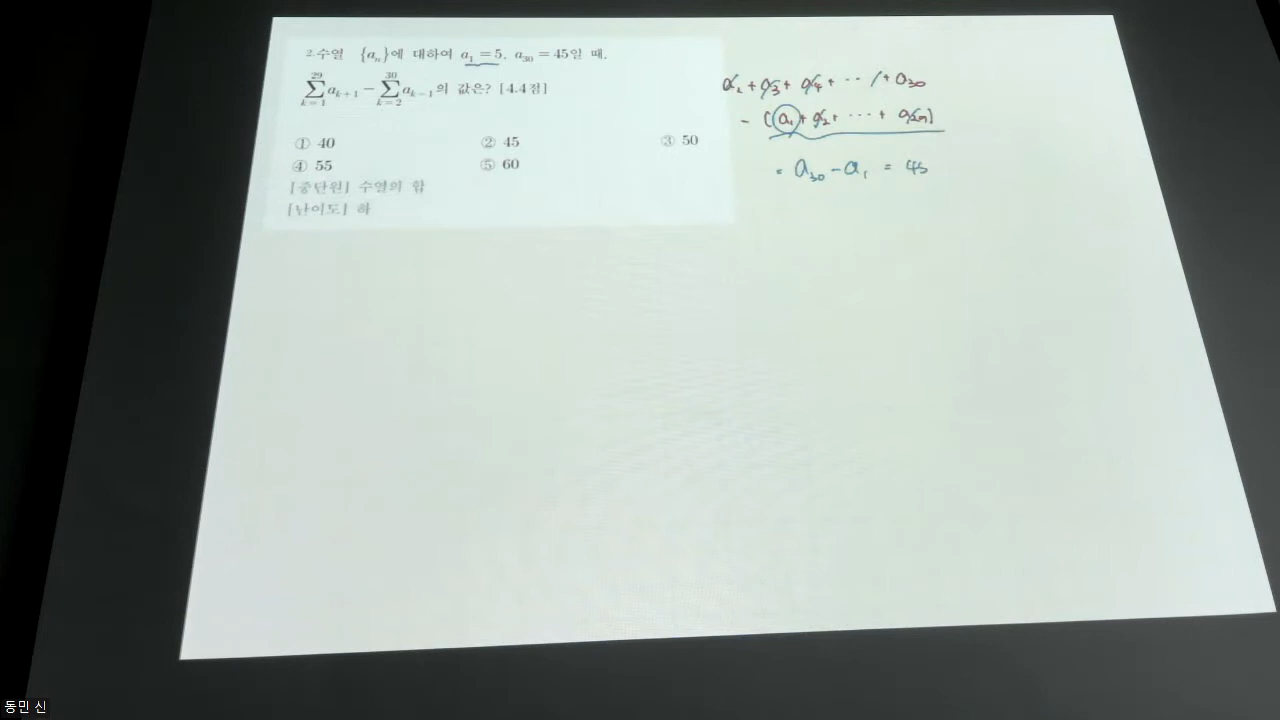 2.수열 {aₙ}에 대하여 a₁=5, a₃₀=45일 때,
29 30
∑aₖ₊₁−∑aₖ₋₁의 값은? [4.4점]
k=1 k=2
① 40 ② 45 ③ 50
④ 55 ⑤ 60
[중단원] 수열의 합
[난이도] 하
a₂+a₃+a₄+⋯+a₃₀
−(a₁+a₂+⋯+a₂₉)
= a₃₀−a₁ = 45
동민 신